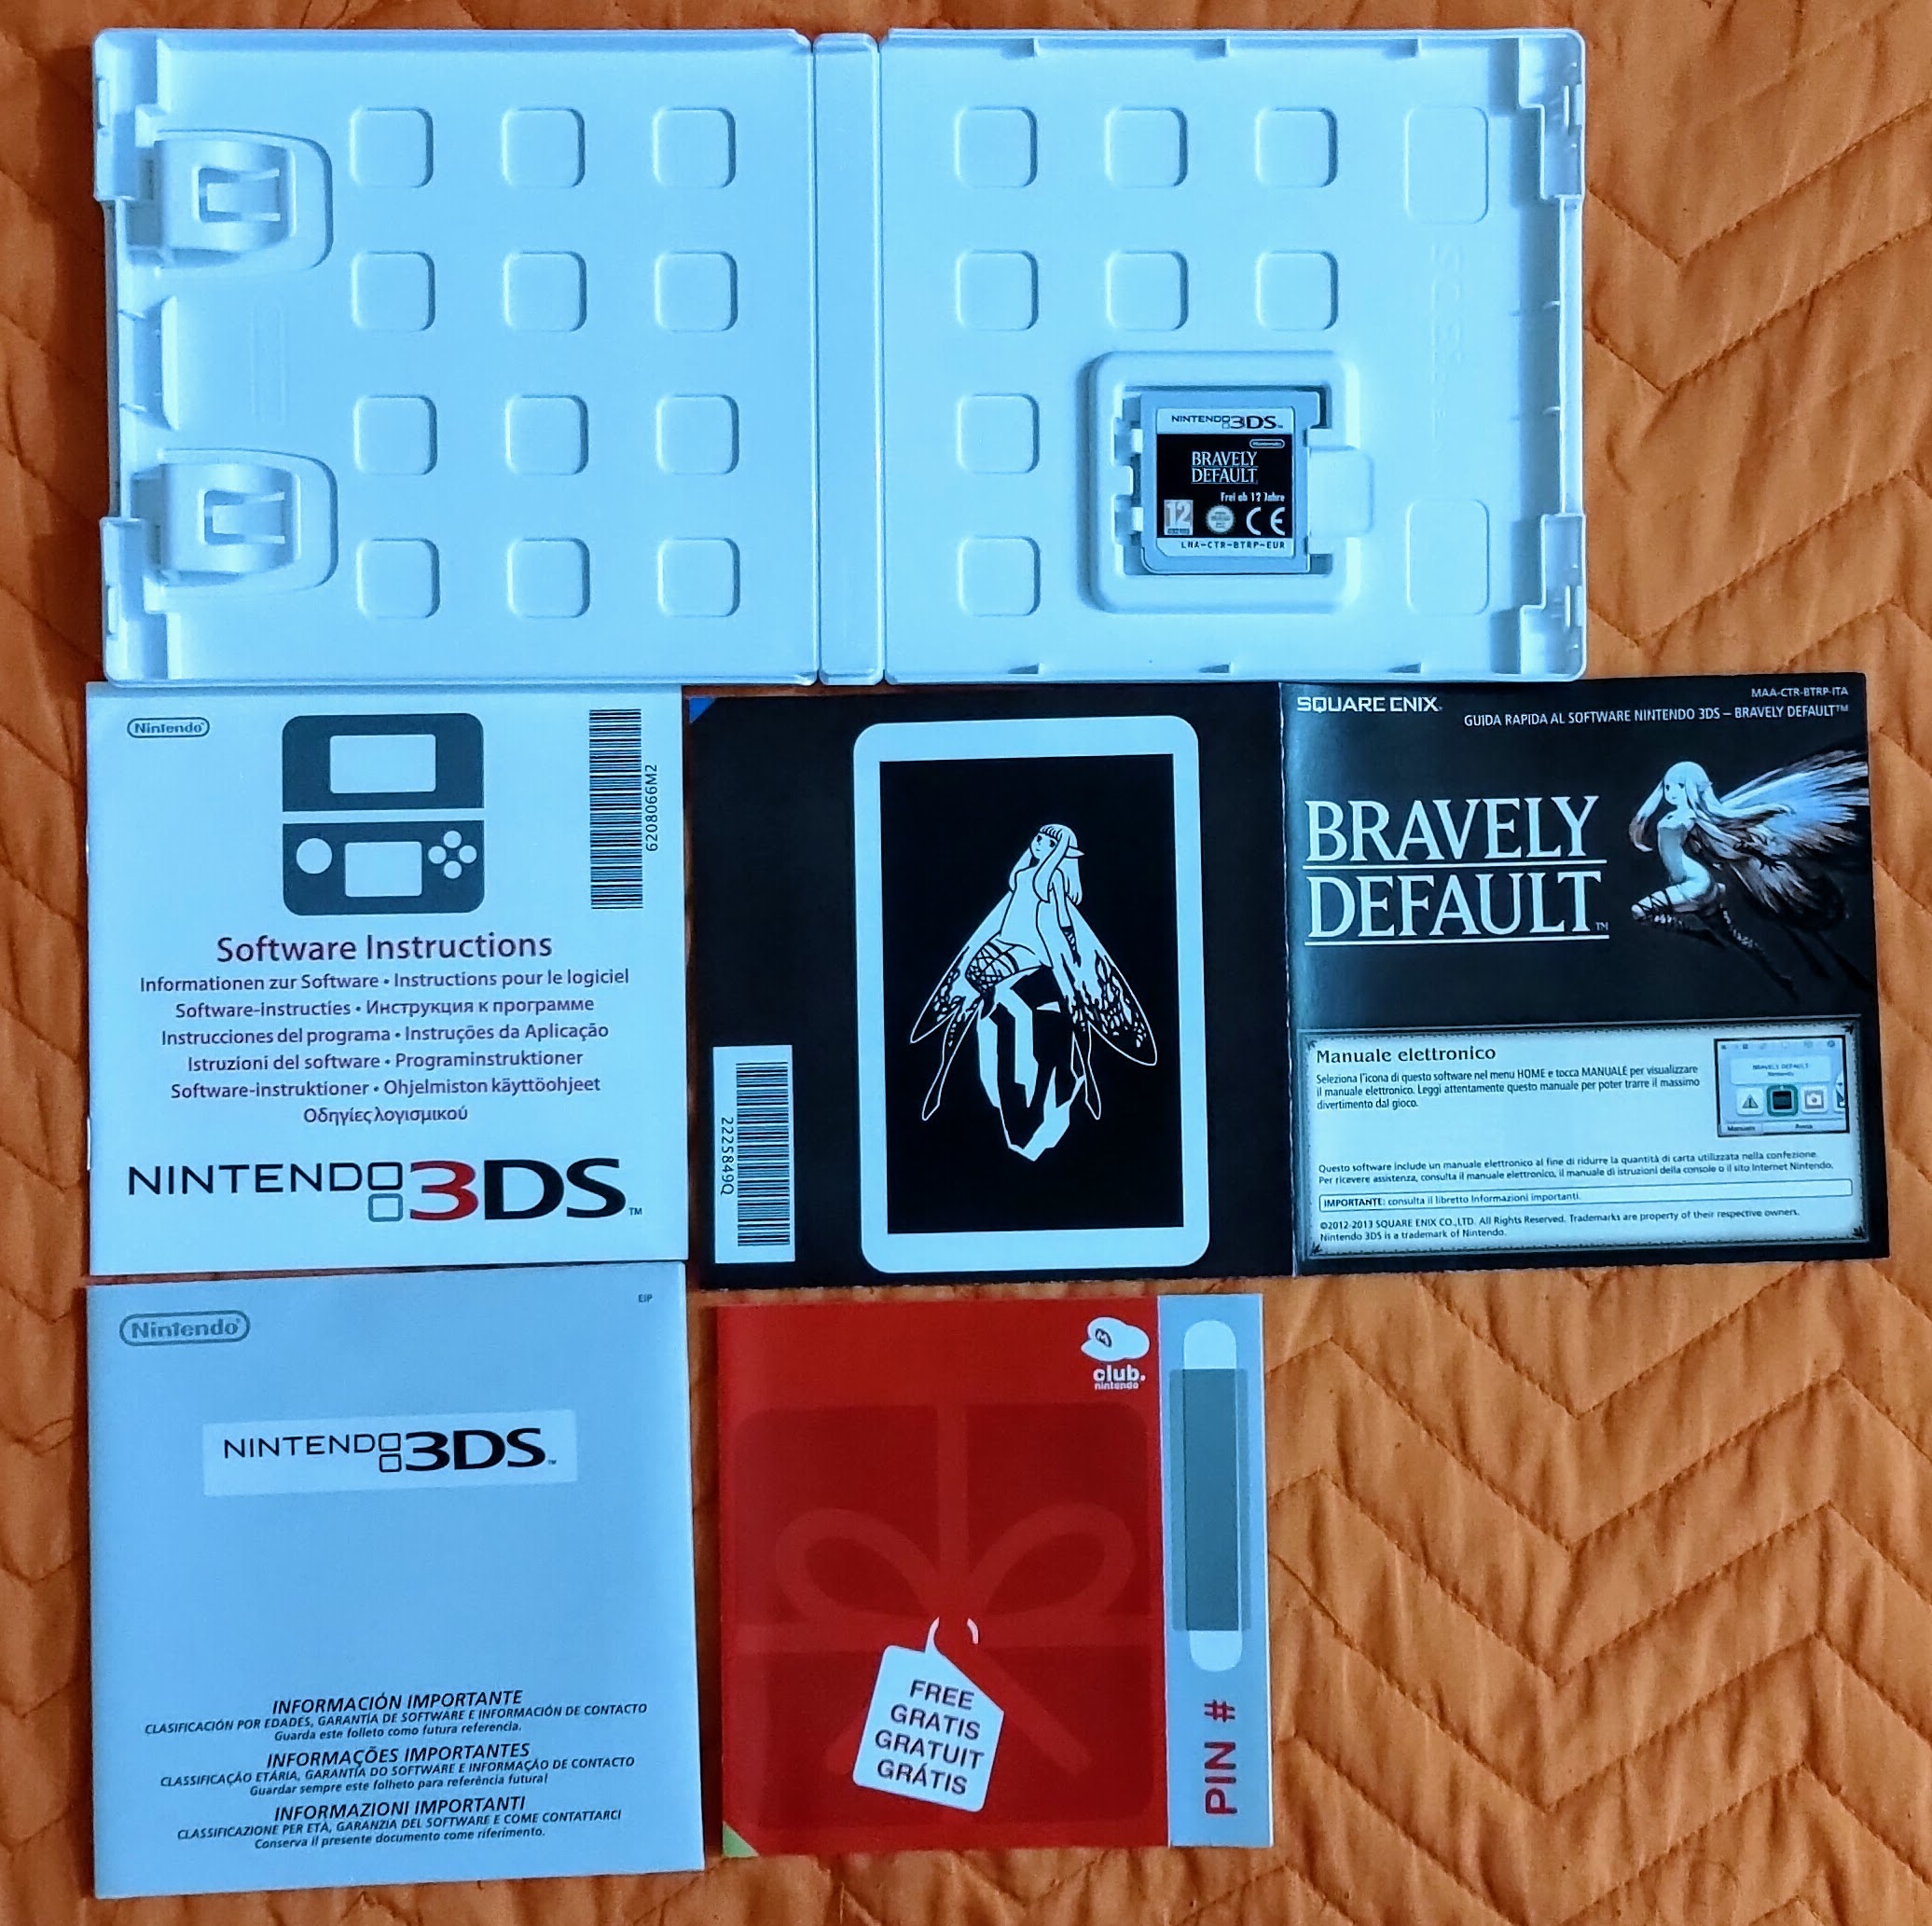 NINTENDO 3DS™
Nintendo
BRAVELY
DEFAULT
Frei ab 12 Jahre
12
CE
LNA-CTR-BTRP-EUR
Nintendo
6208066M2
Software Instructions
Informationen zur Software • Instructions pour le logiciel
Software-instructies • Инструкция к программе
Instrucciones del programa • Instruções da Aplicação
Istruzioni del software • Programinstruktioner
Software-instruktioner • Ohjelmiston käyttöohjeet
Οδηγίες λογισμικού
NINTENDO 3DS™
2225849Q
SQUARE ENIX.
MAA-CTR-BTRP-ITA
GUIDA RAPIDA AL SOFTWARE NINTENDO 3DS – BRAVELY DEFAULT™
BRAVELY
DEFAULT™
Manuale elettronico
Seleziona l'icona di questo software nel menu HOME e tocca MANUALE per visualizzare
il manuale elettronico. Leggi attentamente questo manuale per poter trarre il massimo
divertimento dal gioco.
BRAVELY DEFAULT
Nintendo
Manuale
Avvia
Questo software include un manuale elettronico al fine di ridurre la quantità di carta utilizzata nella confezione.
Per ricevere assistenza, consulta il manuale elettronico, il manuale di istruzioni della console o il sito Internet Nintendo.
IMPORTANTE: consulta il libretto Informazioni importanti.
©2012-2013 SQUARE ENIX CO.,LTD. All Rights Reserved. Trademarks are property of their respective owners.
Nintendo 3DS is a trademark of Nintendo.
Nintendo
EIP
NINTENDO 3DS™
INFORMACIÓN IMPORTANTE
CLASIFICACIÓN POR EDADES, GARANTÍA DE SOFTWARE E INFORMACIÓN DE CONTACTO
Guarda este folleto como futura referencia.
INFORMAÇÕES IMPORTANTES
CLASSIFICAÇÃO ETÁRIA, GARANTIA DO SOFTWARE E INFORMAÇÃO DE CONTACTO
Guardar sempre este folheto para referência futura!
INFORMAZIONI IMPORTANTI
CLASSIFICAZIONE PER ETÀ, GARANZIA DEL SOFTWARE E COME CONTATTARCI
Conserva il presente documento come riferimento.
M
club.
nintendo
FREE
GRATIS
GRATUIT
GRÁTIS
PIN #